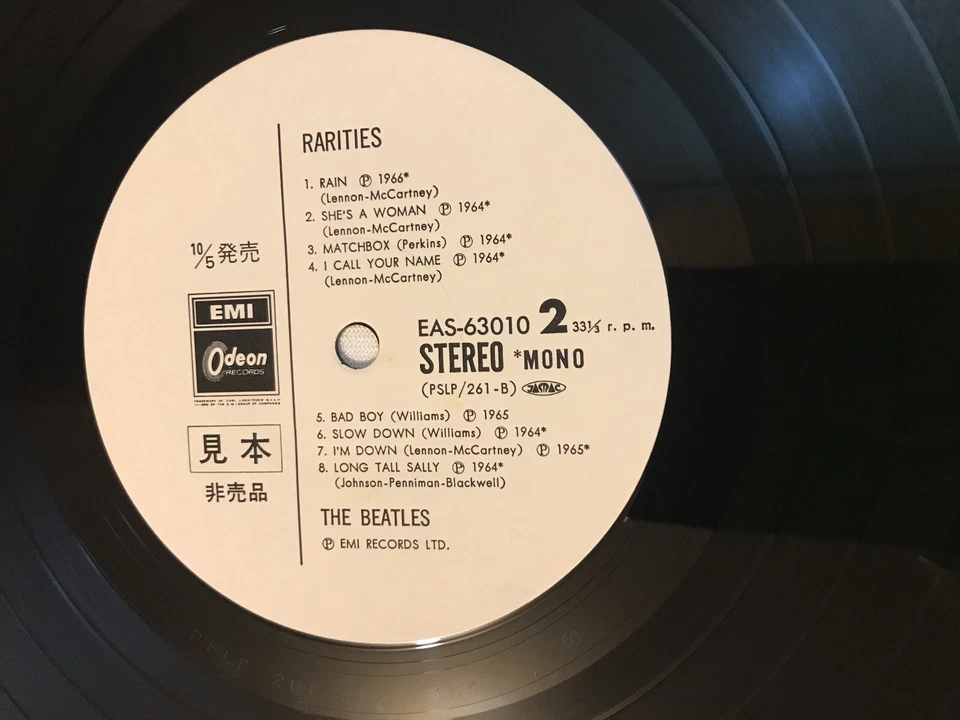 RARITIES
1. RAIN Ⓟ 1966*
(Lennon-McCartney)
2. SHE'S A WOMAN Ⓟ 1964*
(Lennon-McCartney)
3. MATCHBOX (Perkins) Ⓟ 1964*
4. I CALL YOUR NAME Ⓟ 1964*
(Lennon-McCartney)
10/5発売
EMI
Odeon
RECORDS
見本
非売品
EAS-63010 2 33⅓ r. p. m.
STEREO *MONO
(PSLP/261-B) JASRAC
5. BAD BOY (Williams) Ⓟ 1965
6. SLOW DOWN (Williams) Ⓟ 1964*
7. I'M DOWN (Lennon-McCartney) Ⓟ 1965*
8. LONG TALL SALLY Ⓟ 1964*
(Johnson-Penniman-Blackwell)
THE BEATLES
Ⓟ EMI RECORDS LTD.